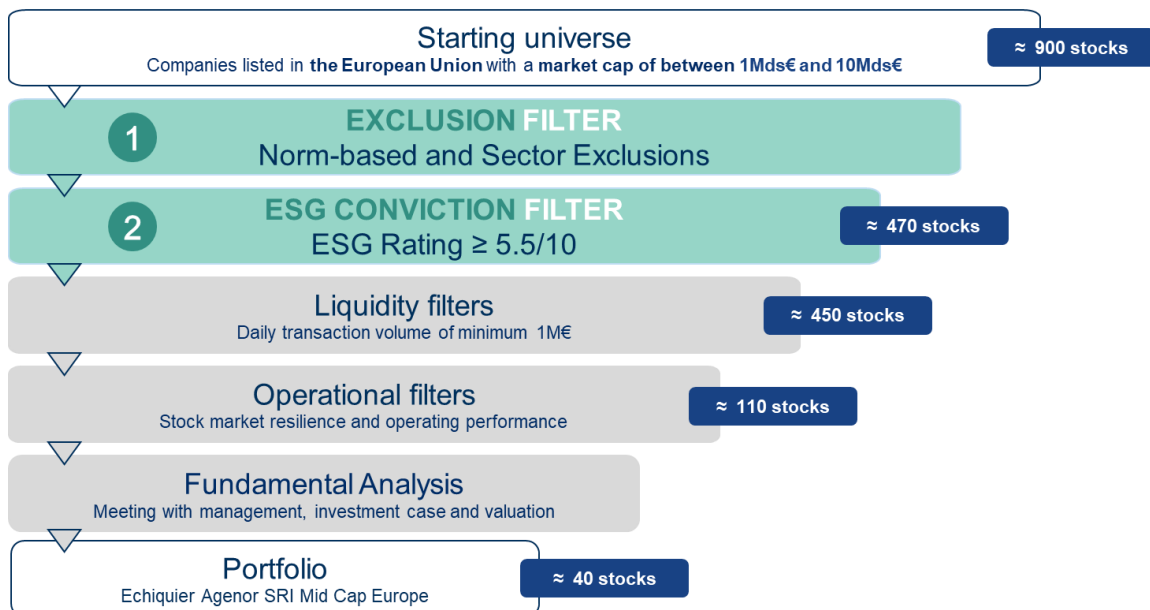 Starting universe
Companies listed in the European Union with a market cap of between 1Mds€ and 10Mds€
≈ 900 stocks
1
EXCLUSION FILTER
Norm-based and Sector Exclusions
2
ESG CONVICTION FILTER
ESG Rating ≥ 5.5/10
≈ 470 stocks
Liquidity filters
Daily transaction volume of minimum 1M€
≈ 450 stocks
Operational filters
Stock market resilience and operating performance
≈ 110 stocks
Fundamental Analysis
Meeting with management, investment case and valuation
Portfolio
Echiquier Agenor SRI Mid Cap Europe
≈ 40 stocks